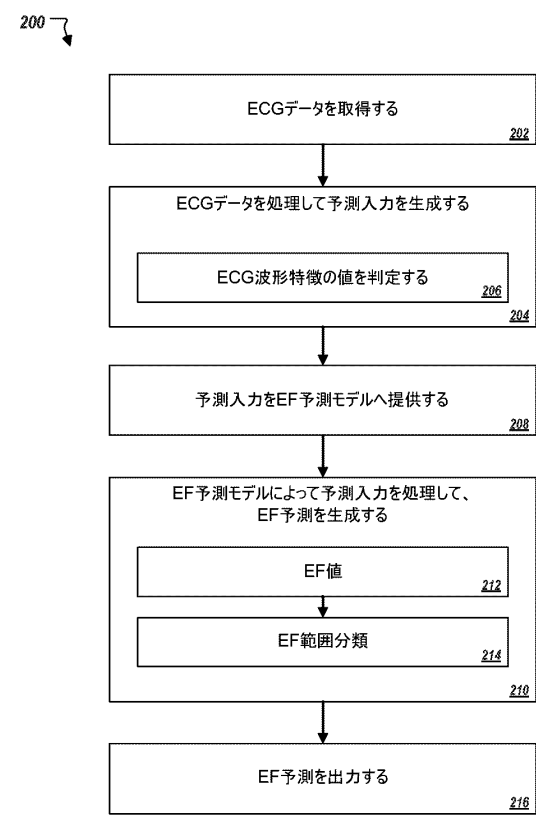 200
ECGデータを取得する
202
ECGデータを処理して予測入力を生成する
ECG波形特徴の値を判定する
206
204
予測入力をEF予測モデルへ提供する
208
EF予測モデルによって予測入力を処理して、
EF予測を生成する
EF値
212
EF範囲分類
214
210
EF予測を出力する
216